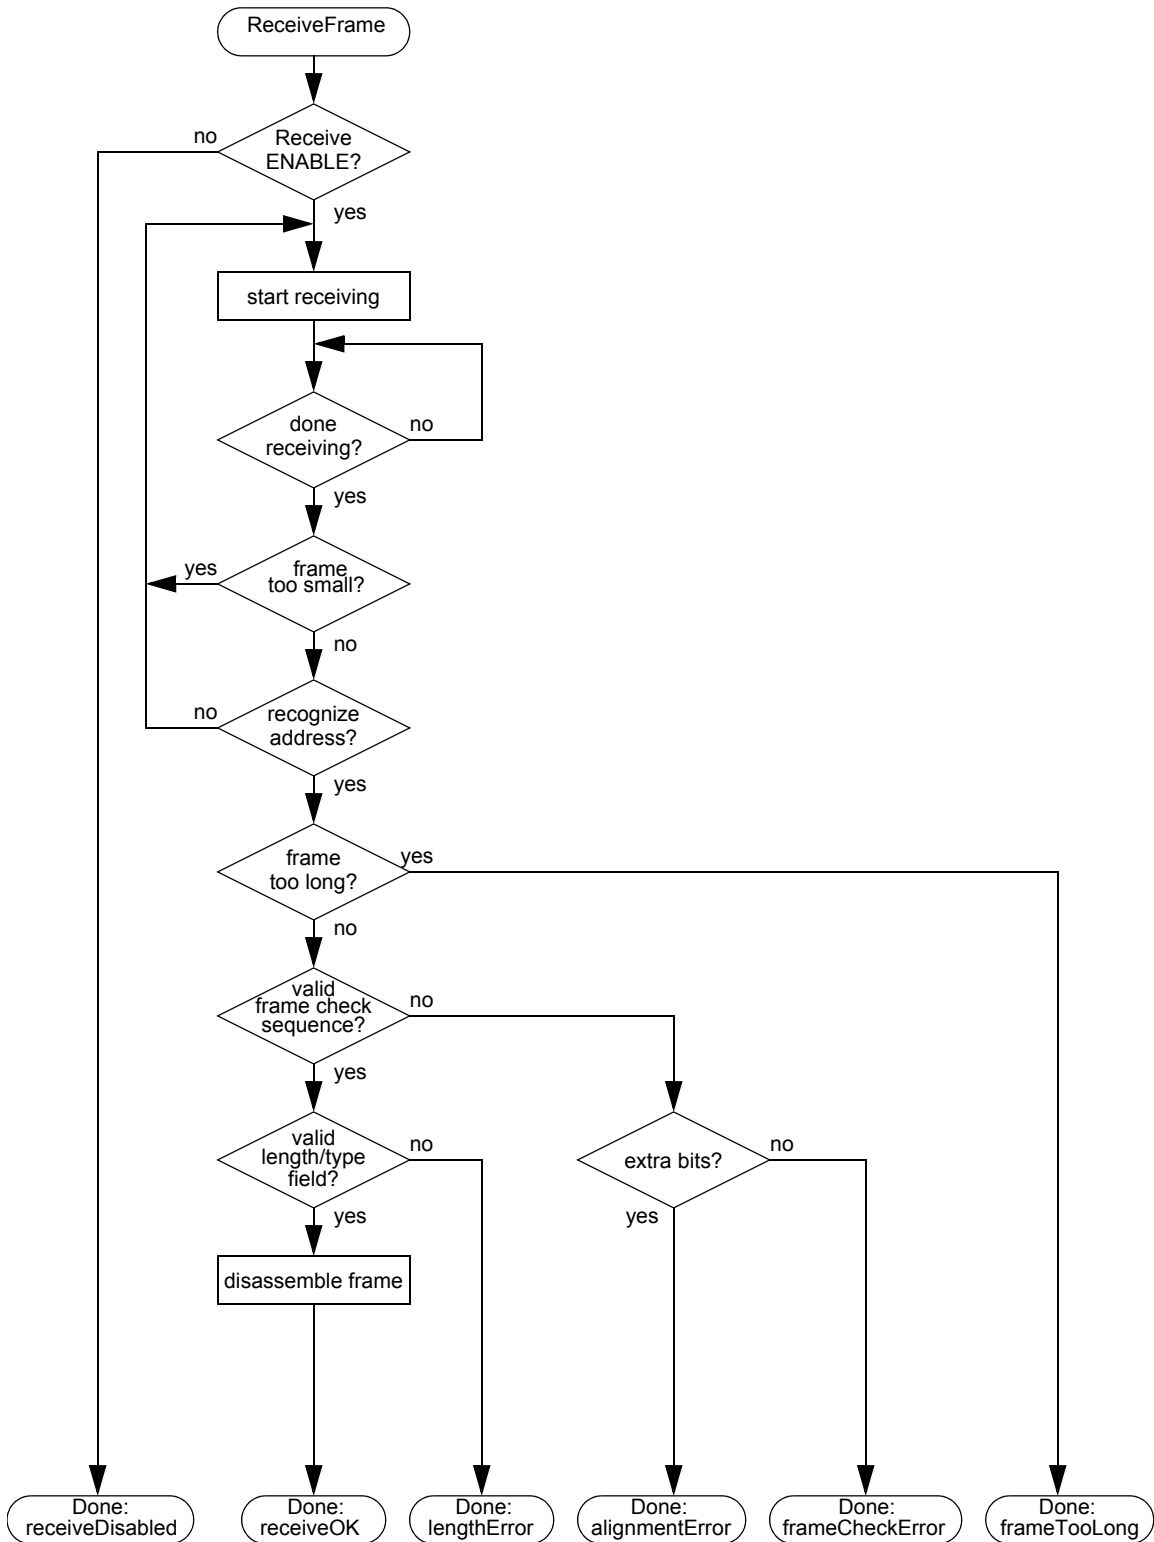 ReceiveFrame
no
Receive
ENABLE?
yes
start receiving
done
receiving?
no
yes
yes
frame
too small?
no
no
recognize
address?
yes
frame
too long?
yes
no
valid
frame check
sequence?
no
yes
valid
length/type
field?
no
extra bits?
no
yes
yes
disassemble frame
Done:
receiveDisabled
Done:
receiveOK
Done:
lengthError
Done:
alignmentError
Done:
frameCheckError
Done:
frameTooLong